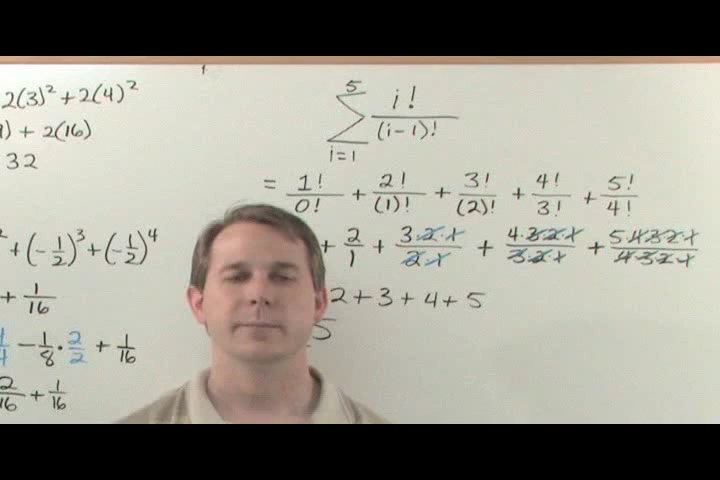 2(3)² + 2(4)²
) + 2(16)
32
² + (-1/2)³ + (-1/2)⁴
+ 1/16
1/4 - 1/8 · 2/2 + 1/16
2/16 + 1/16
5
∑ i!/(i-1)!
i=1
= 1!/0! + 2!/(1)! + 3!/(2)! + 4!/3! + 5!/4!
+ 2/1 + 3·2·1/2·1 + 4·3·2·1/3·2·1 + 5·4·3·2·1/4·3·2·1
2 + 3 + 4 + 5
5